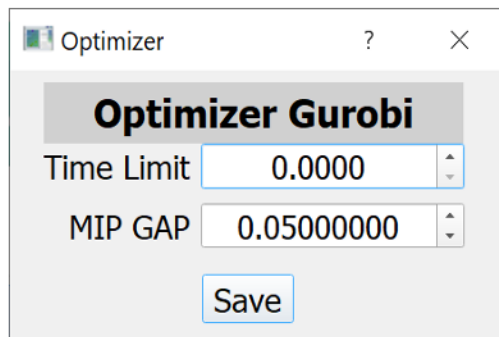 Optimizer ?
Optimizer Gurobi
Time Limit 0.0000
MIP GAP 0.05000000
Save